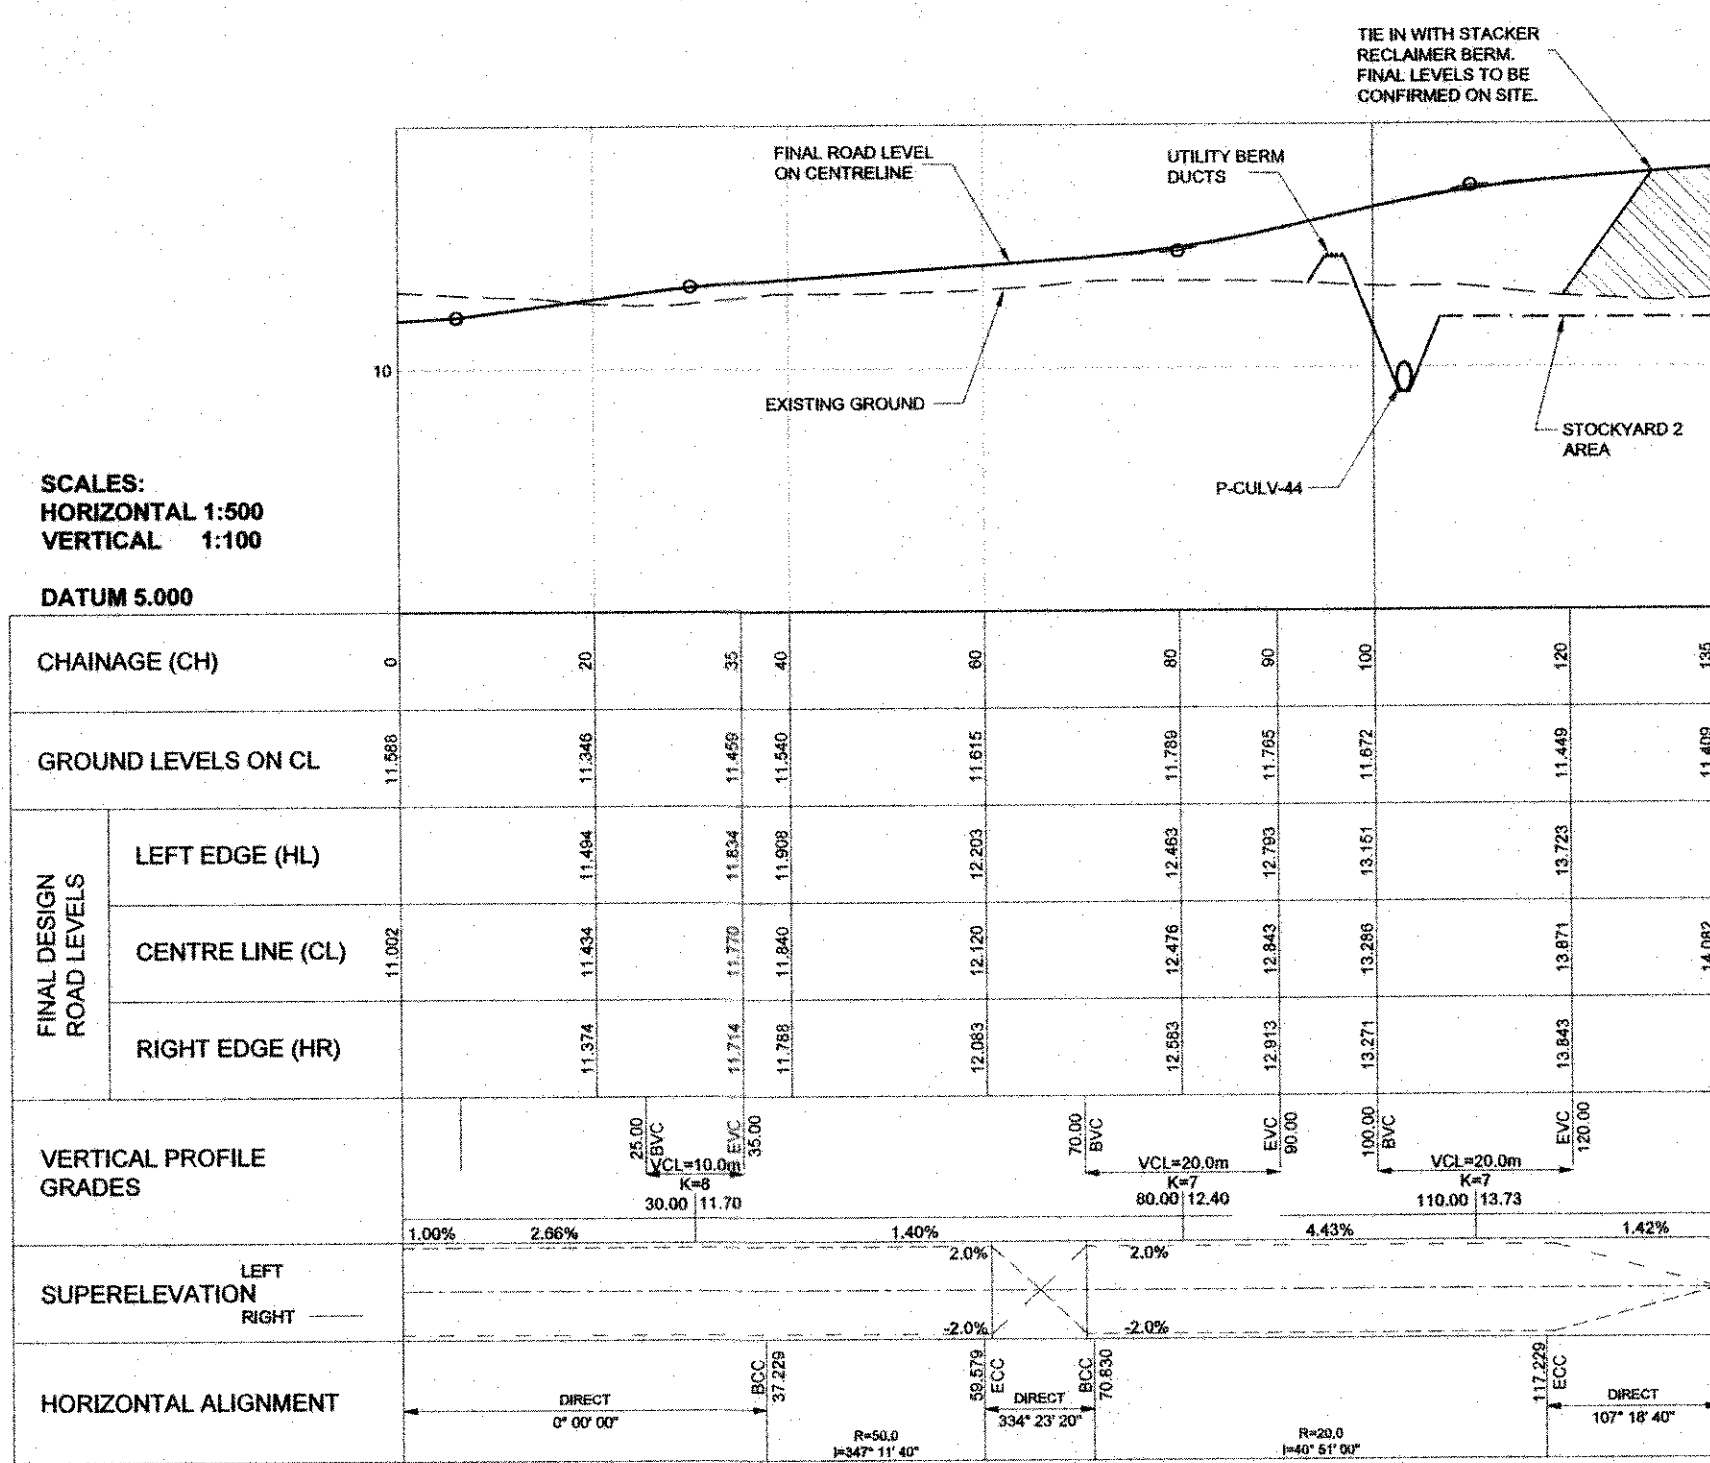 TIE IN WITH STACKER
RECLAIMER BERM.
FINAL LEVELS TO BE
CONFIRMED ON SITE.
FINAL ROAD LEVEL
ON CENTRELINE
UTILITY BERM
DUCTS
10
EXISTING GROUND
STOCKYARD 2
AREA
P-CULV-44
SCALES:
HORIZONTAL 1:500
VERTICAL 1:100
DATUM 5.000
CHAINAGE (CH) 0 20 35 40 60 80 90 100 120 135
GROUND LEVELS ON CL 11.588 11.346 11.459 11.540 11.615 11.789 11.765 11.672 11.449 11.409
FINAL DESIGN
ROAD LEVELS
LEFT EDGE (HL) 11.494 11.834 11.908 12.203 12.463 12.793 13.151 13.723
CENTRE LINE (CL) 11.002 11.434 11.770 11.840 12.120 12.476 12.843 13.286 13.871 14.082
RIGHT EDGE (HR) 11.374 11.714 11.788 12.083 12.583 12.913 13.271 13.843
VERTICAL PROFILE
GRADES
25.00 BVC EVC 35.00 70.00 BVC EVC 90.00 100.00 BVC EVC 120.00
VCL=10.0m VCL=20.0m VCL=20.0m
K=8 K=7 K=7
30.00 11.70 80.00 12.40 110.00 13.73
1.00% 2.66% 1.40% 4.43% 1.42%
SUPERELEVATION
LEFT
RIGHT
2.0% 2.0%
-2.0% -2.0%
HORIZONTAL ALIGNMENT
BCC 37.229 59.579 ECC BCC 70.830 117.229 ECC
DIRECT
0° 00' 00"
R=50.0
I=347° 11' 40"
DIRECT
334° 23' 20"
R=20.0
I=40° 51' 00"
DIRECT
107° 18' 40"